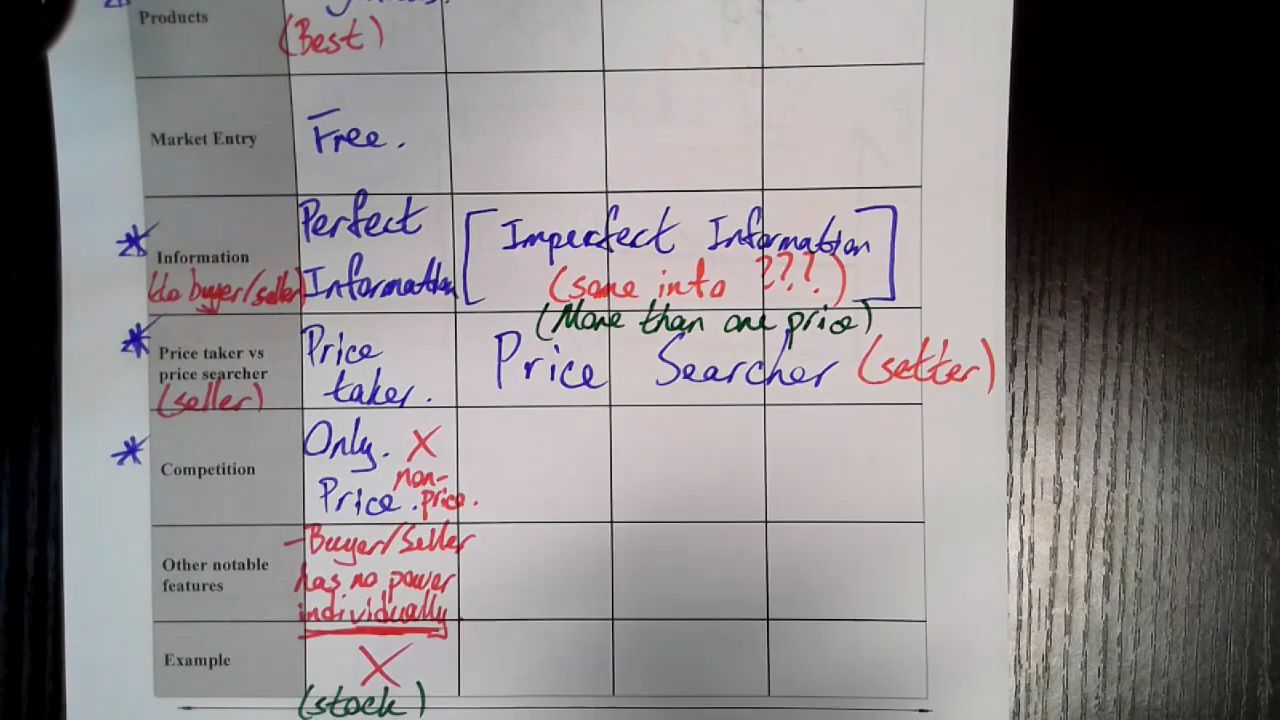 Products
(Best)
Market Entry
Free.
Information
(to buyer/seller)
Perfect
Information
[Imperfect Information]
(some info ???.)
(More than one price)
Price taker vs
price searcher
(seller)
Price
taker.
Price Searcher (setter)
Competition
Only. X
non-
Price. price.
Other notable
features
-Buyer/Seller
has no power
individually
Example
X
(stock)